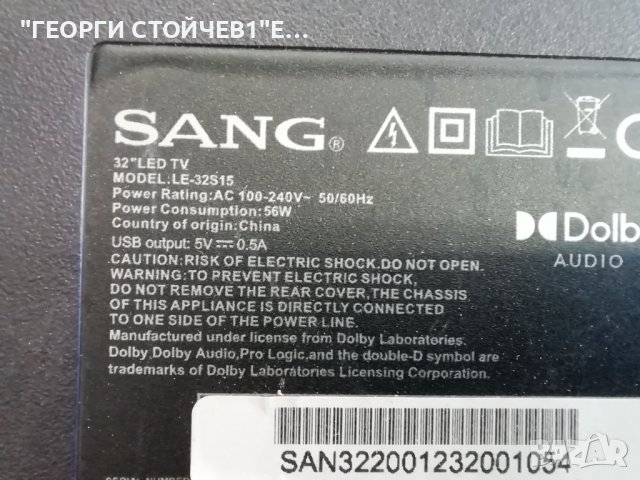 "ГЕОРГИ СТОЙЧЕВ1"Е...
SANG®
32"LED TV
MODEL:LE-32S15
Power Rating:AC 100-240V~ 50/60Hz
Power Consumption:56W
Country of origin:China
USB output: 5V⎓0.5A
Dolb
AUDIO
.CAUTION:RISK OF ELECTRIC SHOCK.DO NOT OPEN.
WARNING: TO PREVENT ELECTRIC SHOCK,
DO NOT REMOVE THE REAR COVER,THE CHASSIS
OF THIS APPLIANCE IS DIRECTLY CONNECTED
TO ONE SIDE OF THE POWER LINE.
Manufactured under license from Dolby Laboratories.
Dolby,Dolby Audio,Pro Logic,and the double-D symbol are
trademarks of Dolby Laboratories Licensing Corporation.
SAN322001232001054
SERIAL NUMBER
BAZAR